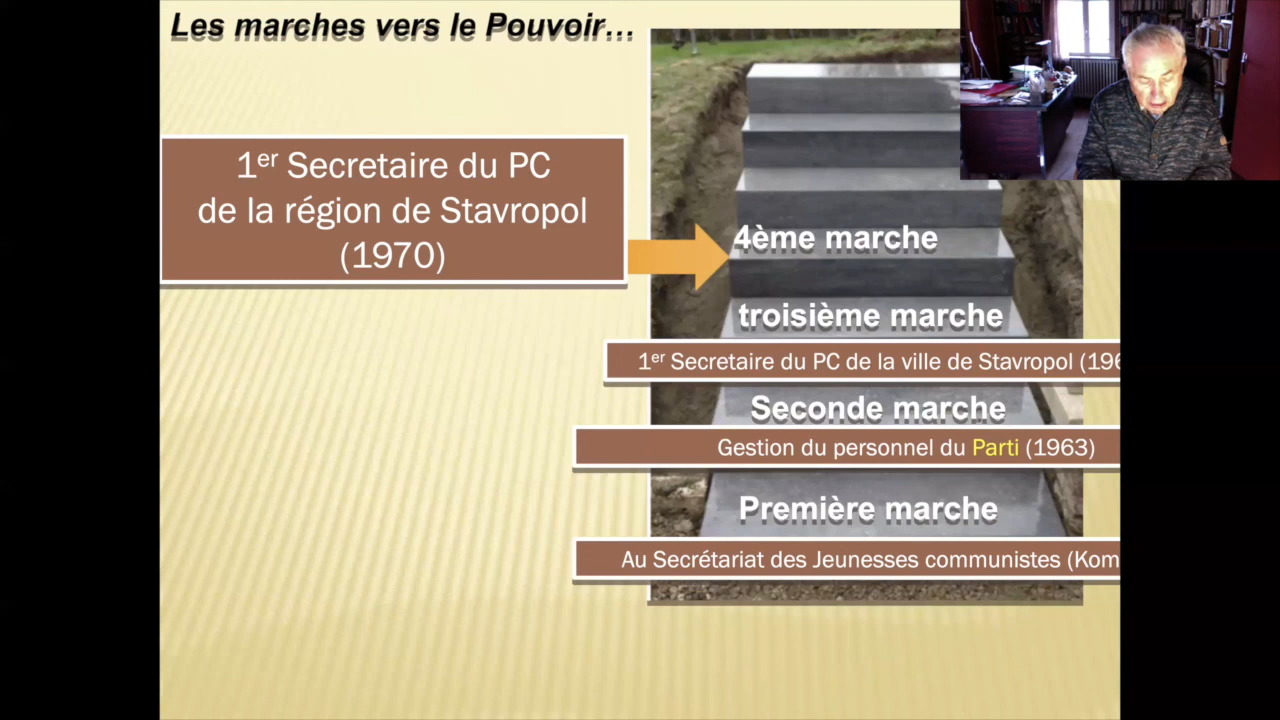 Les marches vers le Pouvoir...
1er Secretaire du PC
de la région de Stavropol
(1970)
4ème marche
troisième marche
1er Secretaire du PC de la ville de Stavropol (196
Seconde marche
Gestion du personnel du Parti (1963)
Première marche
Au Secrétariat des Jeunesses communistes (Kom